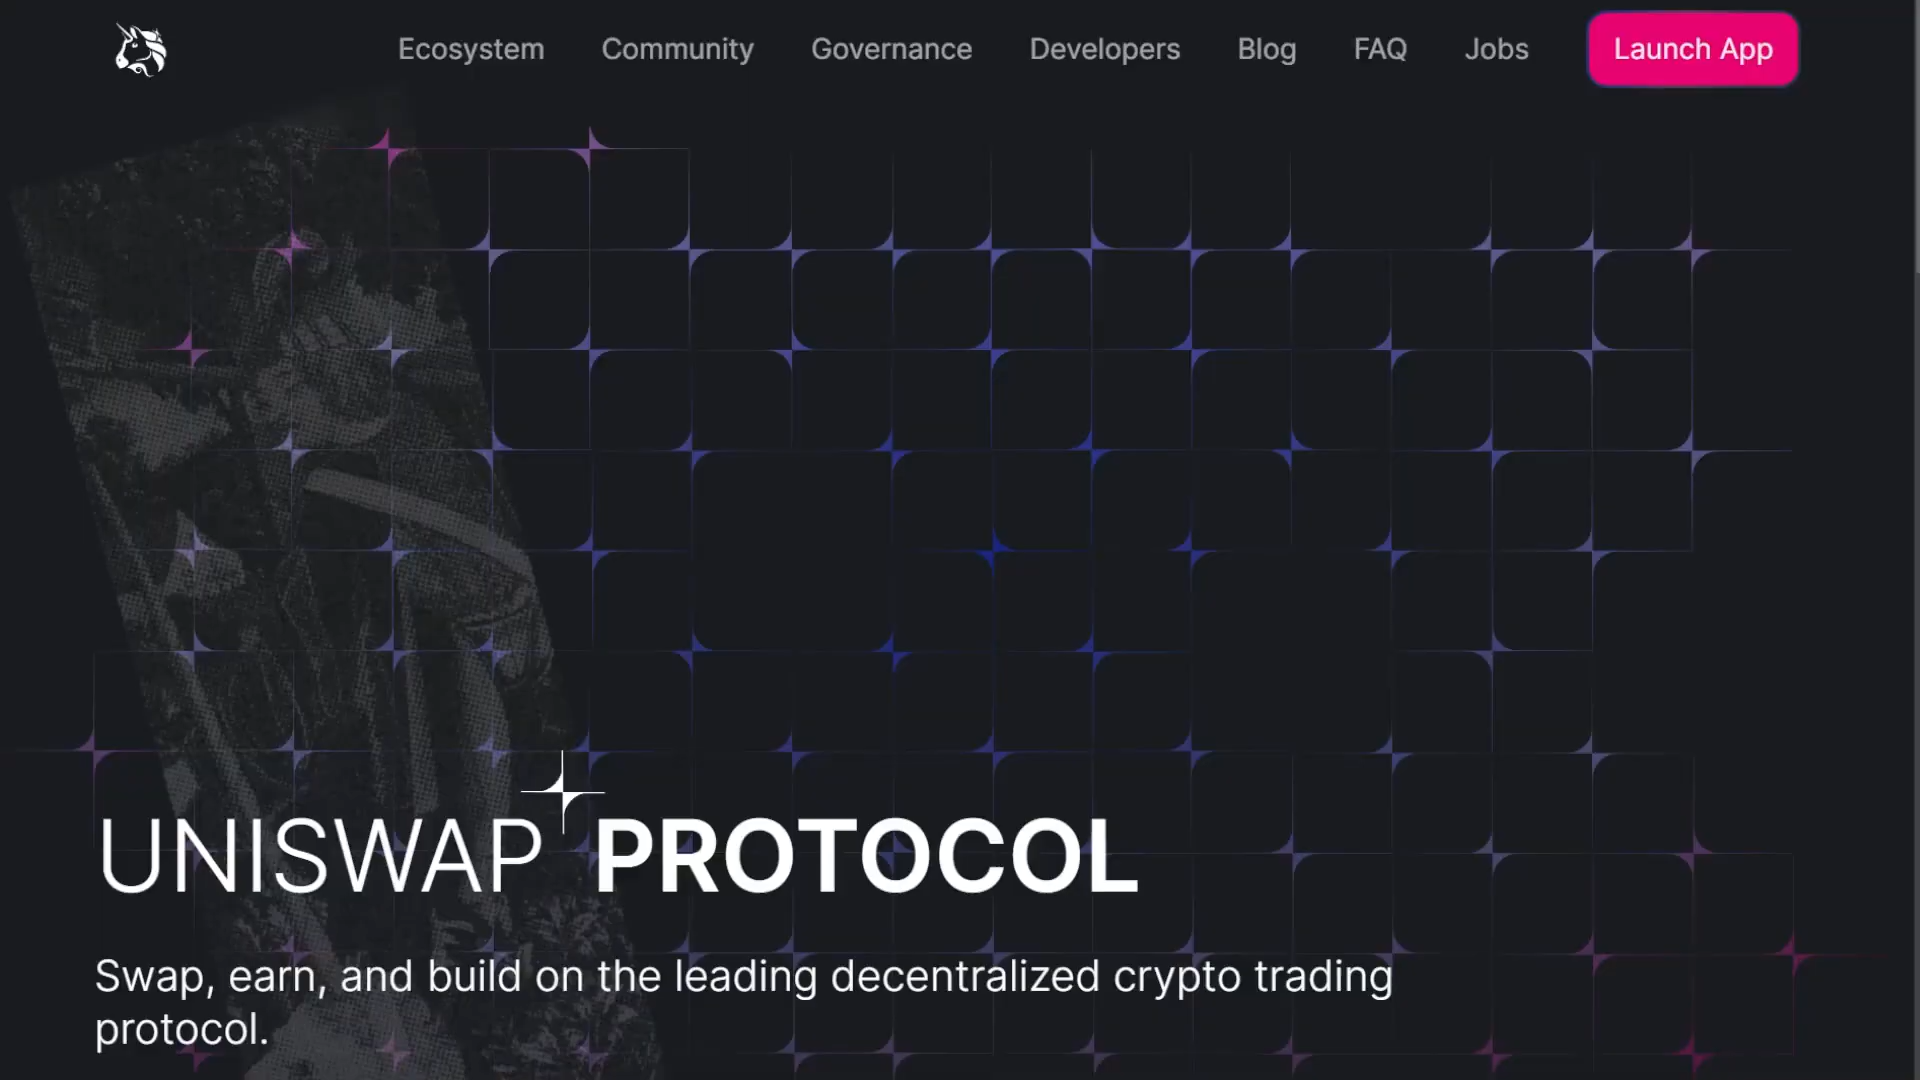 Ecosystem Community Governance Developers Blog FAQ Jobs Launch App
UNISWAP PROTOCOL
Swap, earn, and build on the leading decentralized crypto trading
protocol.